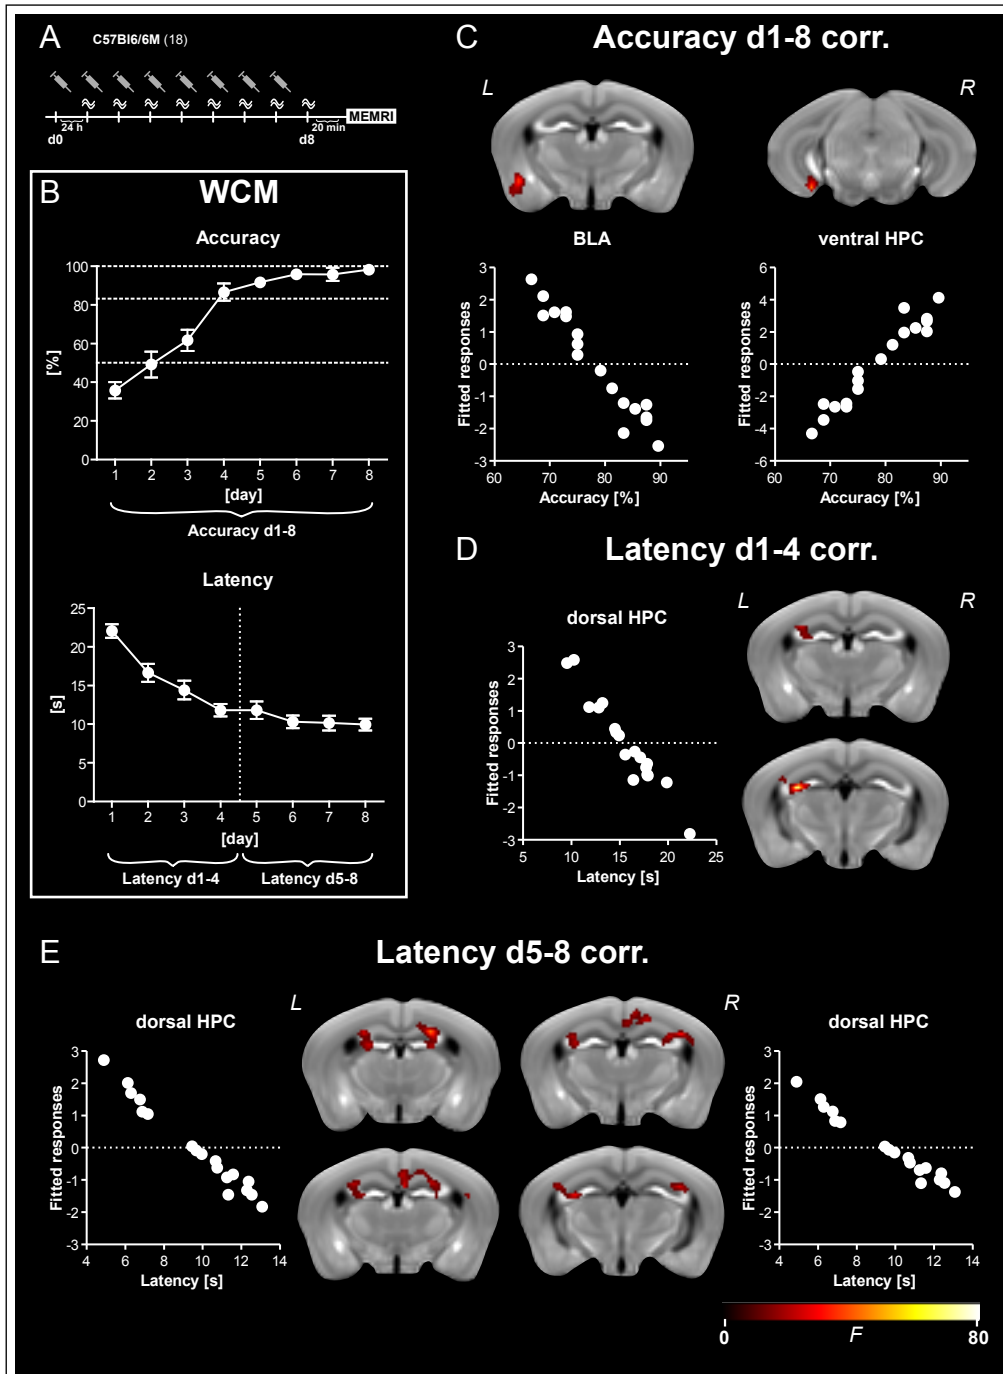 A
C57Bl6/6M (18)
24 h
20 min
MEMRI
d0
d8
B
WCM
Accuracy
100
80
60
40
20
0
[%]
1 2 3 4 5 6 7 8
[day]
Accuracy d1-8
Latency
25
20
15
10
5
0
[s]
1 2 3 4 5 6 7 8
[day]
Latency d1-4
Latency d5-8
C
Accuracy d1-8 corr.
L
R
BLA
ventral HPC
3
2
1
0
-1
-2
-3
Fitted responses
60 70 80 90
Accuracy [%]
6
4
2
0
-2
-4
-6
Fitted responses
60 70 80 90
Accuracy [%]
D
Latency d1-4 corr.
dorsal HPC
L
R
3
2
1
0
-1
-2
-3
Fitted responses
5 10 15 20 25
Latency [s]
E
Latency d5-8 corr.
dorsal HPC
L
R
dorsal HPC
3
2
1
0
-1
-2
-3
Fitted responses
4 6 8 10 12 14
Latency [s]
3
2
1
0
-1
-2
-3
Fitted responses
4 6 8 10 12 14
Latency [s]
0 F 80